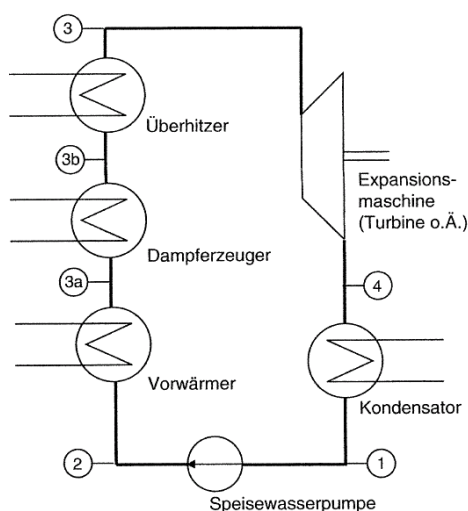 3
Überhitzer
3b
Expansions-
maschine
(Turbine o.Ä.)
Dampferzeuger
3a
4
Vorwärmer
Kondensator
2
1
Speisewasserpumpe